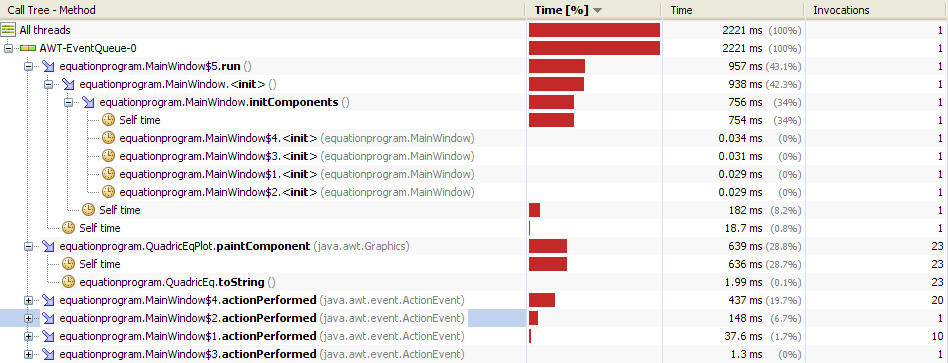 Call Tree - Method Time [%] Time Invocations
All threads 2221 ms (100%) 1
AWT-EventQueue-0 2221 ms (100%) 1
equationprogram.MainWindow$5.run () 957 ms (43.1%) 1
equationprogram.MainWindow.<init> () 938 ms (42.3%) 1
equationprogram.MainWindow.initComponents () 756 ms (34%) 1
Self time 754 ms (34%) 1
equationprogram.MainWindow$4.<init> (equationprogram.MainWindow) 0.034 ms (0%) 1
equationprogram.MainWindow$3.<init> (equationprogram.MainWindow) 0.031 ms (0%) 1
equationprogram.MainWindow$1.<init> (equationprogram.MainWindow) 0.029 ms (0%) 1
equationprogram.MainWindow$2.<init> (equationprogram.MainWindow) 0.029 ms (0%) 1
Self time 182 ms (8.2%) 1
Self time 18.7 ms (0.8%) 1
equationprogram.QuadricEqPlot.paintComponent (java.awt.Graphics) 639 ms (28.8%) 23
Self time 636 ms (28.7%) 23
equationprogram.QuadricEq.toString () 1.99 ms (0.1%) 23
equationprogram.MainWindow$4.actionPerformed (java.awt.event.ActionEvent) 437 ms (19.7%) 20
equationprogram.MainWindow$2.actionPerformed (java.awt.event.ActionEvent) 148 ms (6.7%) 1
equationprogram.MainWindow$1.actionPerformed (java.awt.event.ActionEvent) 37.6 ms (1.7%) 10
equationprogram.MainWindow$3.actionPerformed (java.awt.event.ActionEvent) 1.3 ms (0%) 1